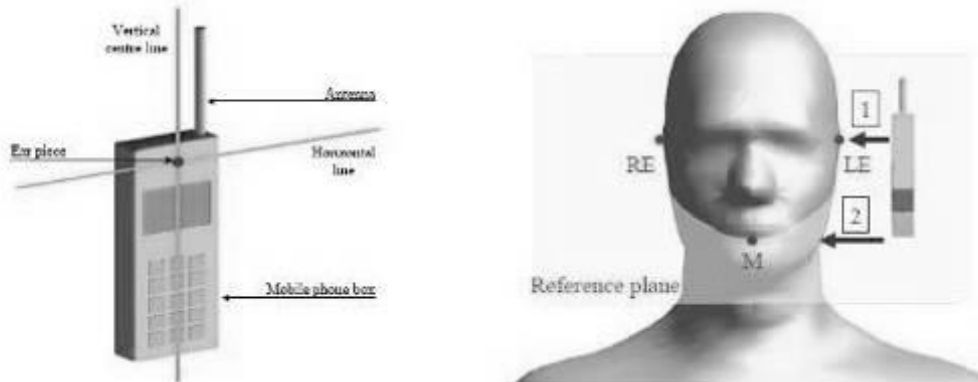 Vertical
centre line
Antenna
Ear piece
Horizontal
line
Mobile phone box
1
RE
LE
2
M
Reference plane